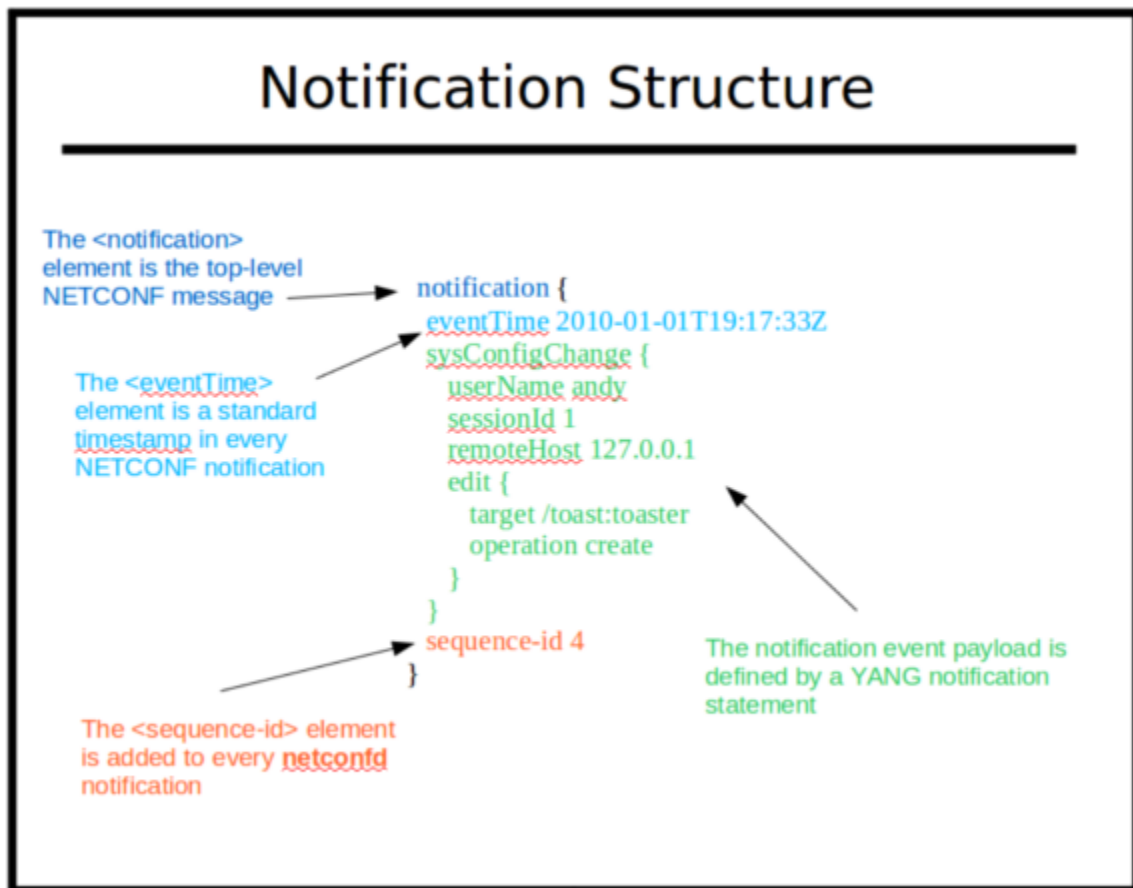 Notification Structure
The <notification>
element is the top-level
NETCONF message
notification {
eventTime 2010-01-01T19:17:33Z
sysConfigChange {
userName andy
sessionId 1
remoteHost 127.0.0.1
edit {
target /toast:toaster
operation create
}
}
sequence-id 4
}
The <eventTime>
element is a standard
timestamp in every
NETCONF notification
The notification event payload is
defined by a YANG notification
statement
The <sequence-id> element
is added to every netconfd
notification